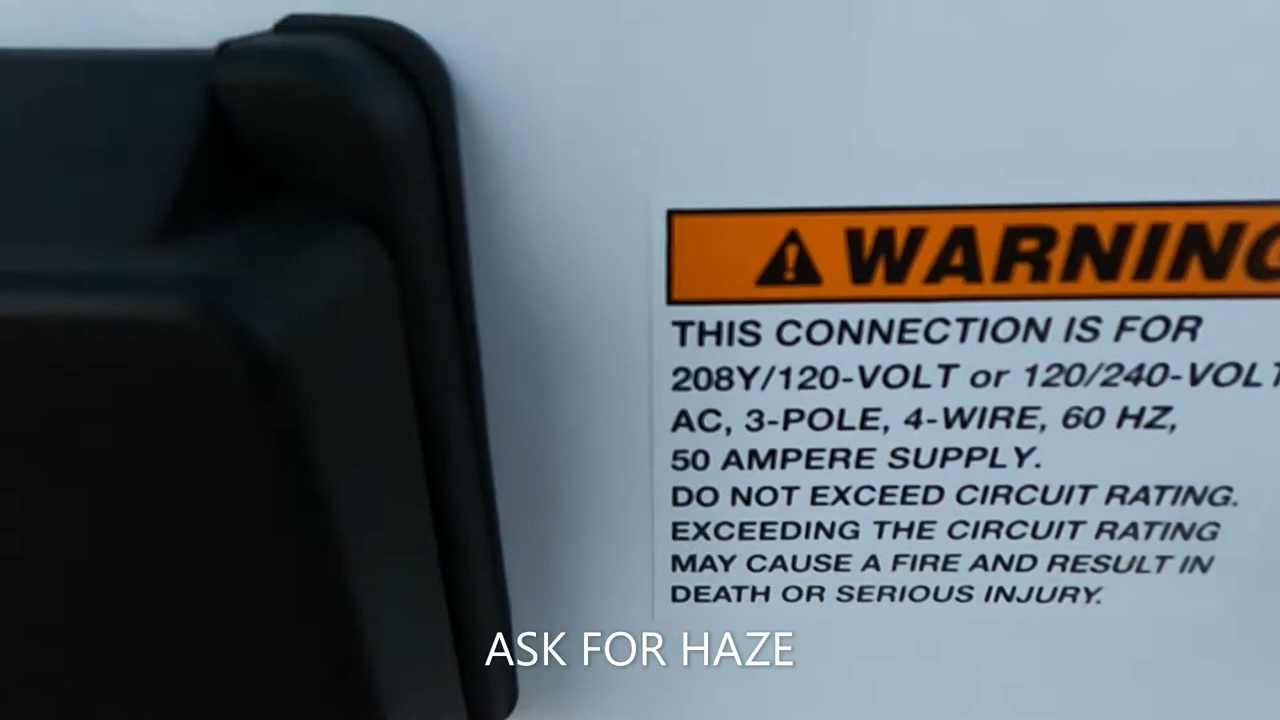 WARNING
THIS CONNECTION IS FOR
208Y/120-VOLT or 120/240-VOLT
AC, 3-POLE, 4-WIRE, 60 HZ,
50 AMPERE SUPPLY.
DO NOT EXCEED CIRCUIT RATING.
EXCEEDING THE CIRCUIT RATING
MAY CAUSE A FIRE AND RESULT IN
DEATH OR SERIOUS INJURY.
ASK FOR HAZE